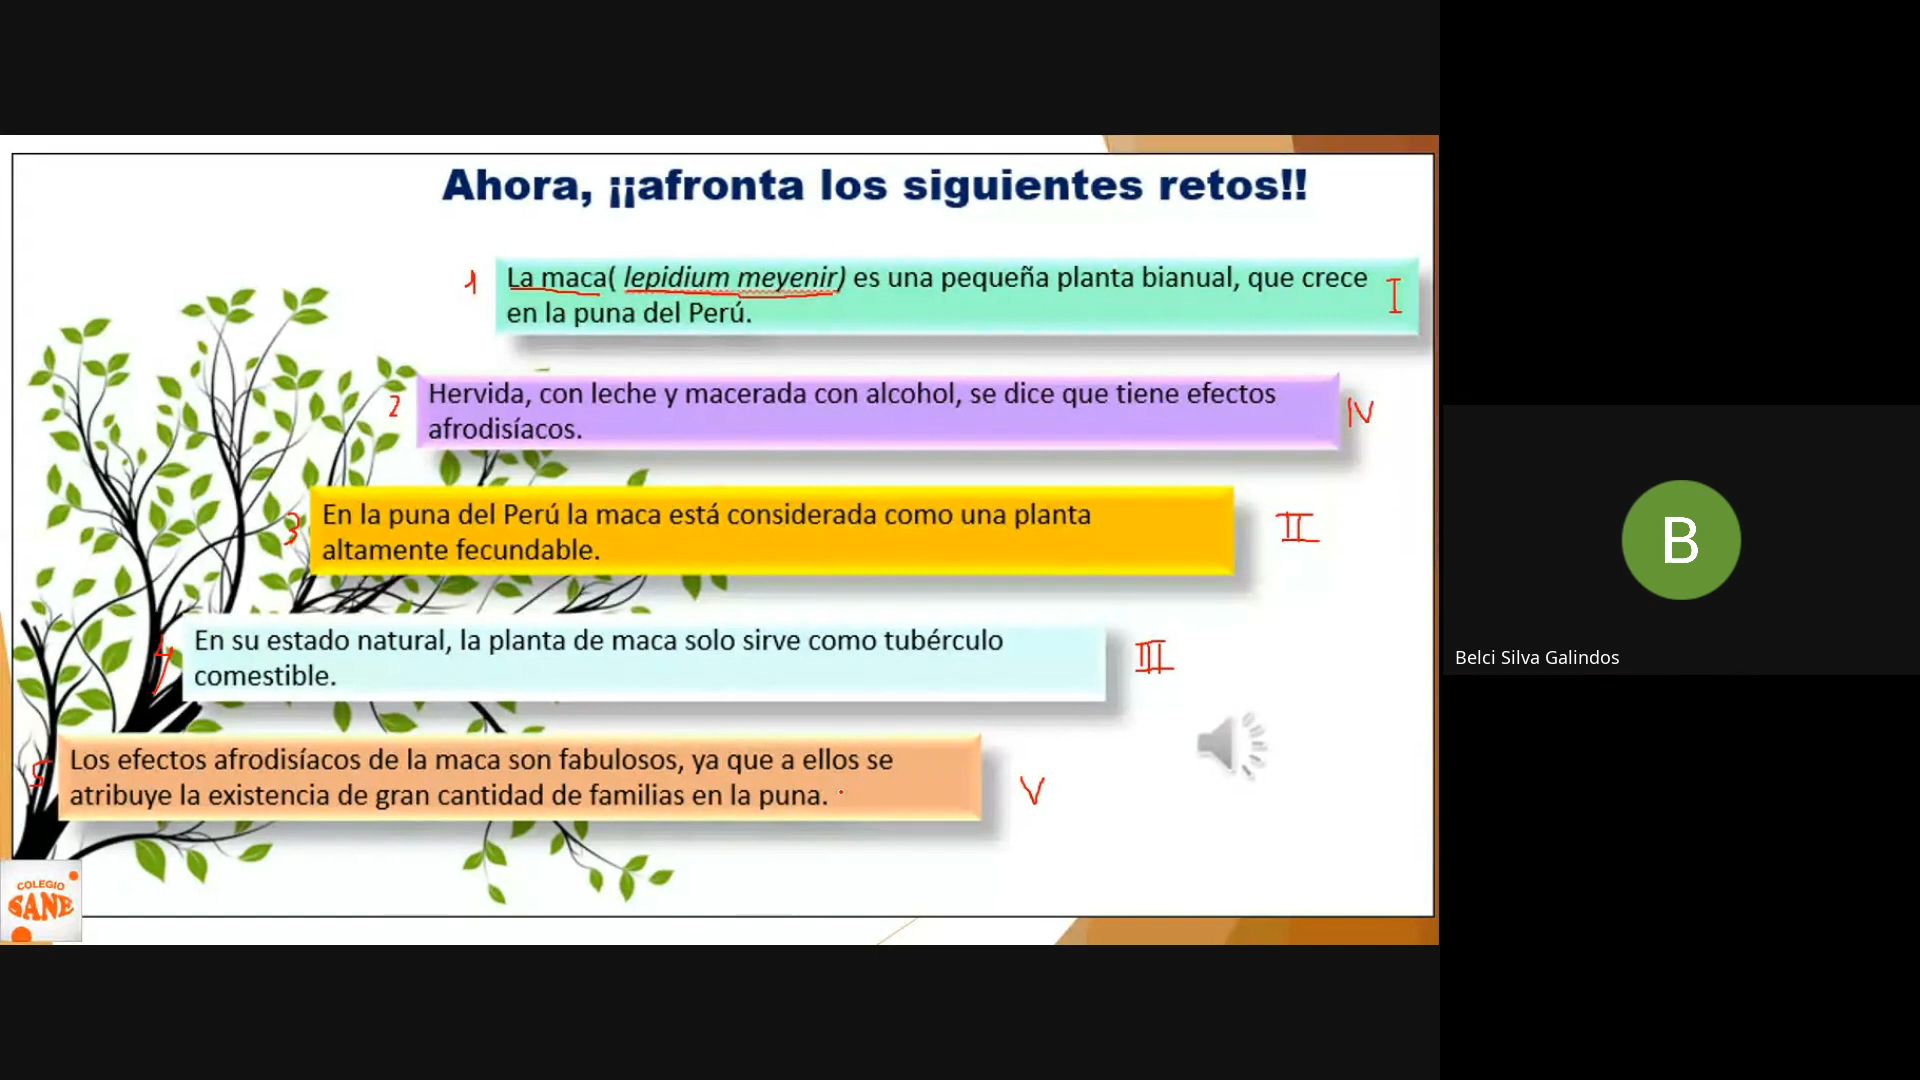 Ahora, ¡¡afronta los siguientes retos!!
1 La maca( lepidium meyenir) es una pequeña planta bianual, que crece I
en la puna del Perú.
2 Hervida, con leche y macerada con alcohol, se dice que tiene efectos IV
afrodisíacos.
3 En la puna del Perú la maca está considerada como una planta II
altamente fecundable.
4 En su estado natural, la planta de maca solo sirve como tubérculo III
comestible.
5 Los efectos afrodisíacos de la maca son fabulosos, ya que a ellos se V
atribuye la existencia de gran cantidad de familias en la puna.
COLEGIO
SANE
B
Belci Silva Galindos